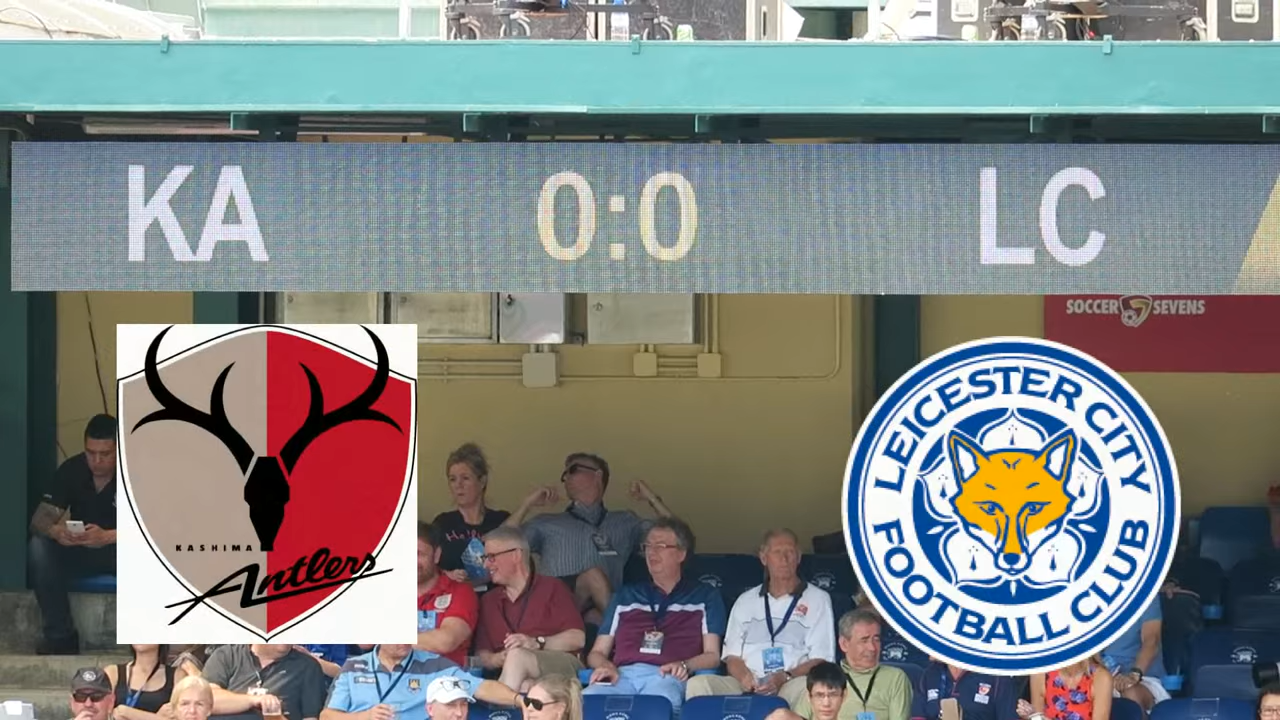 KA 0:0 LC
SOCCER SEVENS
LEICESTER CITY
FOOTBALL CLUB
KASHIMA
Antlers